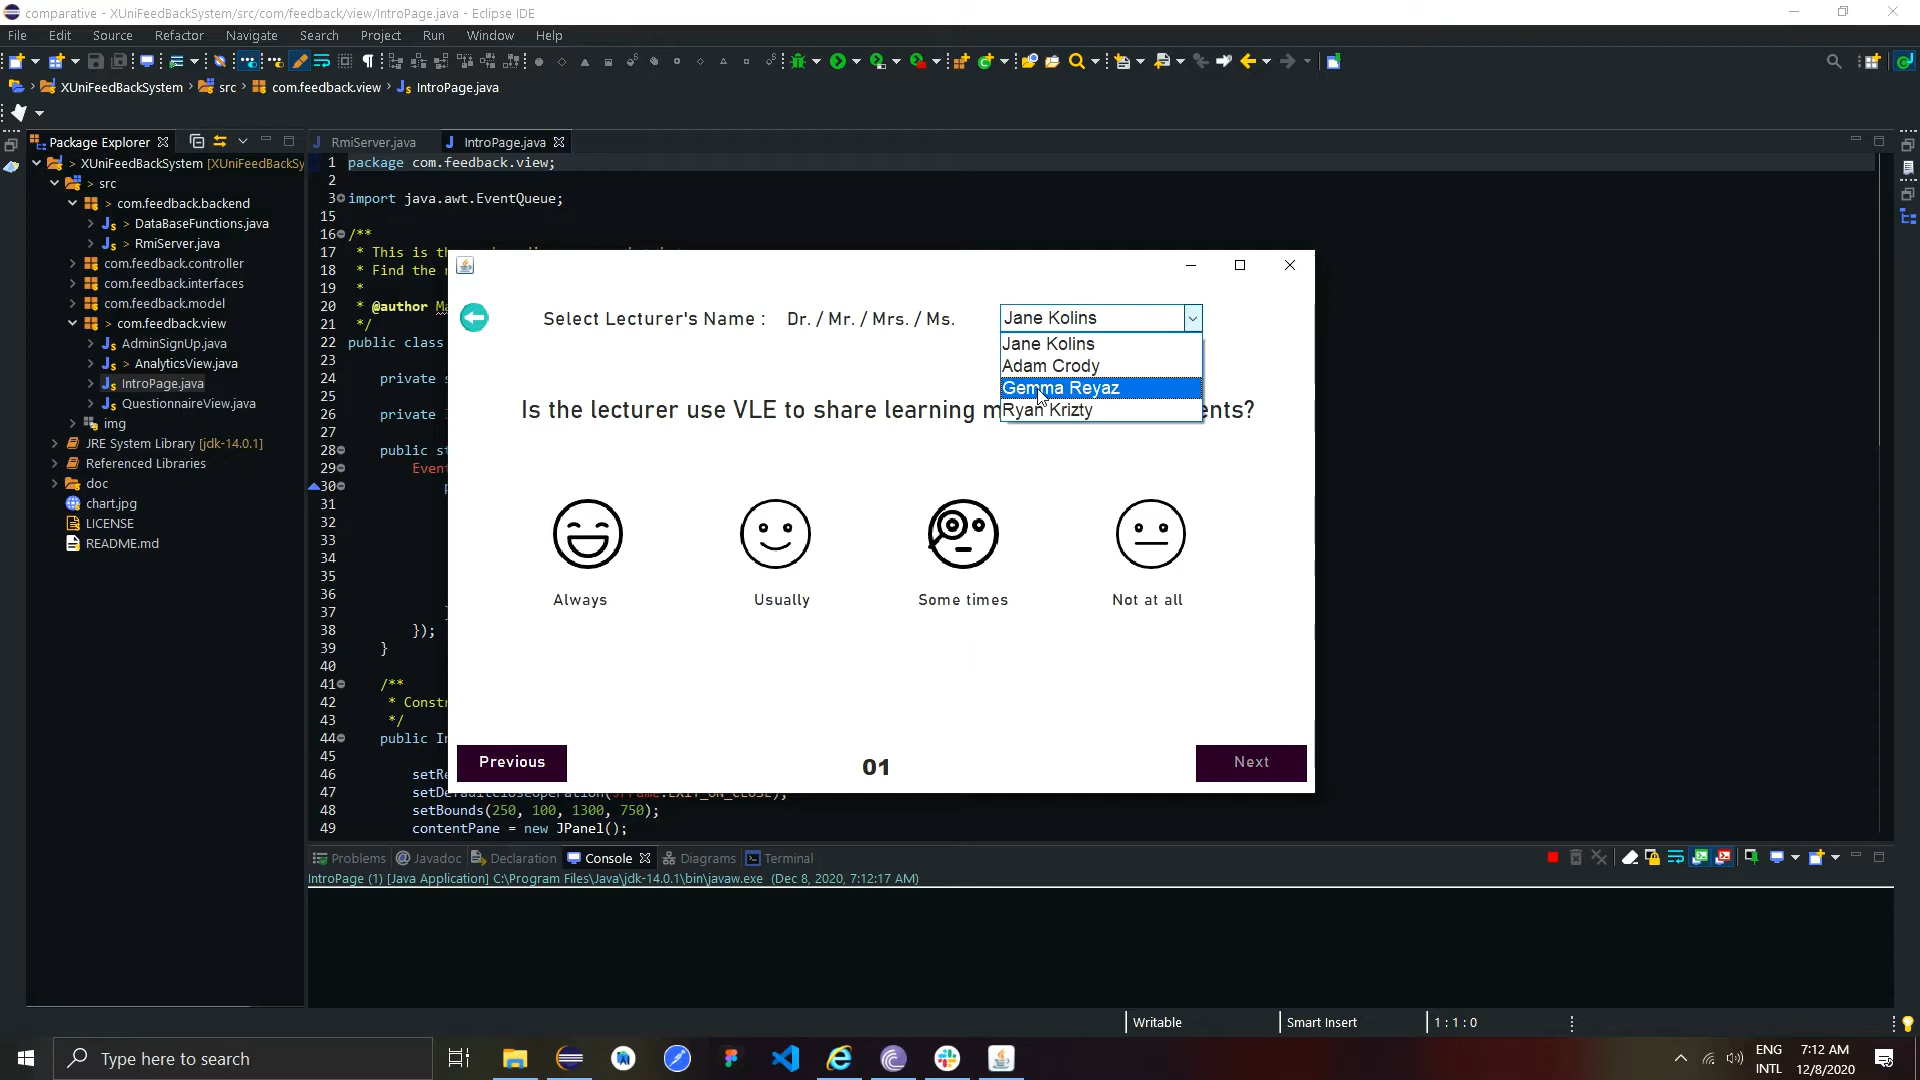 comparative - XUniFeedBackSystem/src/com/feedback/view/IntroPage.java - Eclipse IDE
File Edit Source Refactor Navigate Search Project Run Window Help
XUniFeedBackSystem src com.feedback.view IntroPage.java
Package Explorer
> XUniFeedBackSystem [XUniFeedBackSy
> src
> com.feedback.backend
> DataBaseFunctions.java
> RmiServer.java
com.feedback.controller
com.feedback.interfaces
com.feedback.model
> com.feedback.view
AdminSignUp.java
> AnalyticsView.java
IntroPage.java
QuestionnaireView.java
img
JRE System Library [jdk-14.0.1]
Referenced Libraries
doc
chart.jpg
LICENSE
README.md
RmiServer.java IntroPage.java
1 package com.feedback.view;
2
3 import java.awt.EventQueue;
15
16 /**
17 * This is th
18 * Find the
19 *
20 * @author
21 */
22 public class
23
24 private
25
26 private
27
28 public st
29 Even
30
31
32
33
34
35
36
37
38 });
39 }
40
41 /**
42 * Constr
43 */
44 public In
45
46 setRe
47 setDefaultCloseOperation(JFrame.EXIT_ON_CLOSE);
48 setBounds(250, 100, 1300, 750);
49 contentPane = new JPanel();
Select Lecturer's Name : Dr. / Mr. / Mrs. / Ms. Jane Kolins
Jane Kolins
Adam Crody
Gemma Reyaz
Ryan Krizty
Is the lecturer use VLE to share learning m ents?
Always Usually Some times Not at all
Previous 01 Next
Problems Javadoc Declaration Console Diagrams Terminal
IntroPage (1) [Java Application] C:\Program Files\Java\jdk-14.0.1\bin\javaw.exe (Dec 8, 2020, 7:12:17 AM)
Writable Smart Insert 1 : 1 : 0
Type here to search
ENG
INTL
7:12 AM
12/8/2020